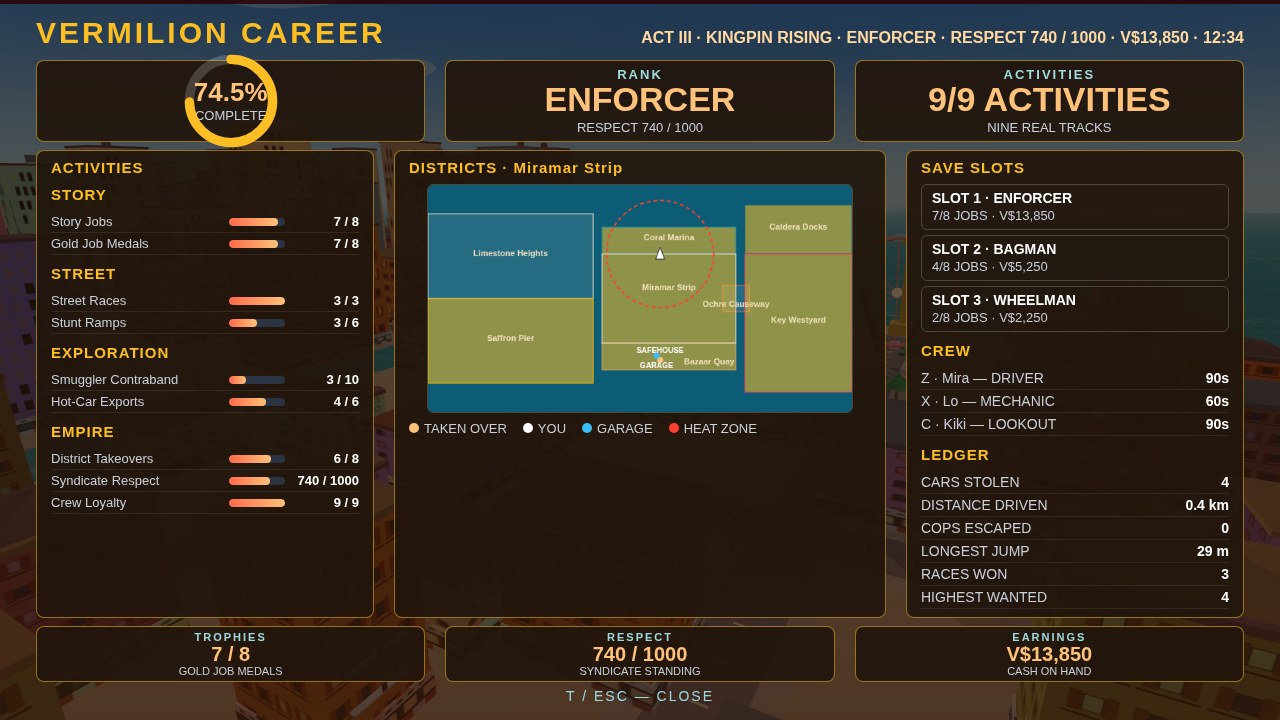 VERMILION CAREER
ACT III · KINGPIN RISING · ENFORCER · RESPECT 740 / 1000 · V$13,850 · 12:34
74.5%
COMPLETE
RANK
ENFORCER
RESPECT 740 / 1000
ACTIVITIES
9/9 ACTIVITIES
NINE REAL TRACKS
ACTIVITIES
STORY
Story Jobs 7 / 8
Gold Job Medals 7 / 8
STREET
Street Races 3 / 3
Stunt Ramps 3 / 6
EXPLORATION
Smuggler Contraband 3 / 10
Hot-Car Exports 4 / 6
EMPIRE
District Takeovers 6 / 8
Syndicate Respect 740 / 1000
Crew Loyalty 9 / 9
DISTRICTS · Miramar Strip
Caldera Docks
Coral Marina
Limestone Heights
Miramar Strip
Ochre Causeway
Key Westyard
Saffron Pier
SAFEHOUSE
Bazaar Quay
GARAGE
TAKEN OVER YOU GARAGE HEAT ZONE
SAVE SLOTS
SLOT 1 · ENFORCER
7/8 JOBS · V$13,850
SLOT 2 · BAGMAN
4/8 JOBS · V$5,250
SLOT 3 · WHEELMAN
2/8 JOBS · V$2,250
CREW
Z · Mira — DRIVER 90s
X · Lo — MECHANIC 60s
C · Kiki — LOOKOUT 90s
LEDGER
CARS STOLEN 4
DISTANCE DRIVEN 0.4 km
COPS ESCAPED 0
LONGEST JUMP 29 m
RACES WON 3
HIGHEST WANTED 4
TROPHIES
7 / 8
GOLD JOB MEDALS
RESPECT
740 / 1000
SYNDICATE STANDING
EARNINGS
V$13,850
CASH ON HAND
T / ESC — CLOSE